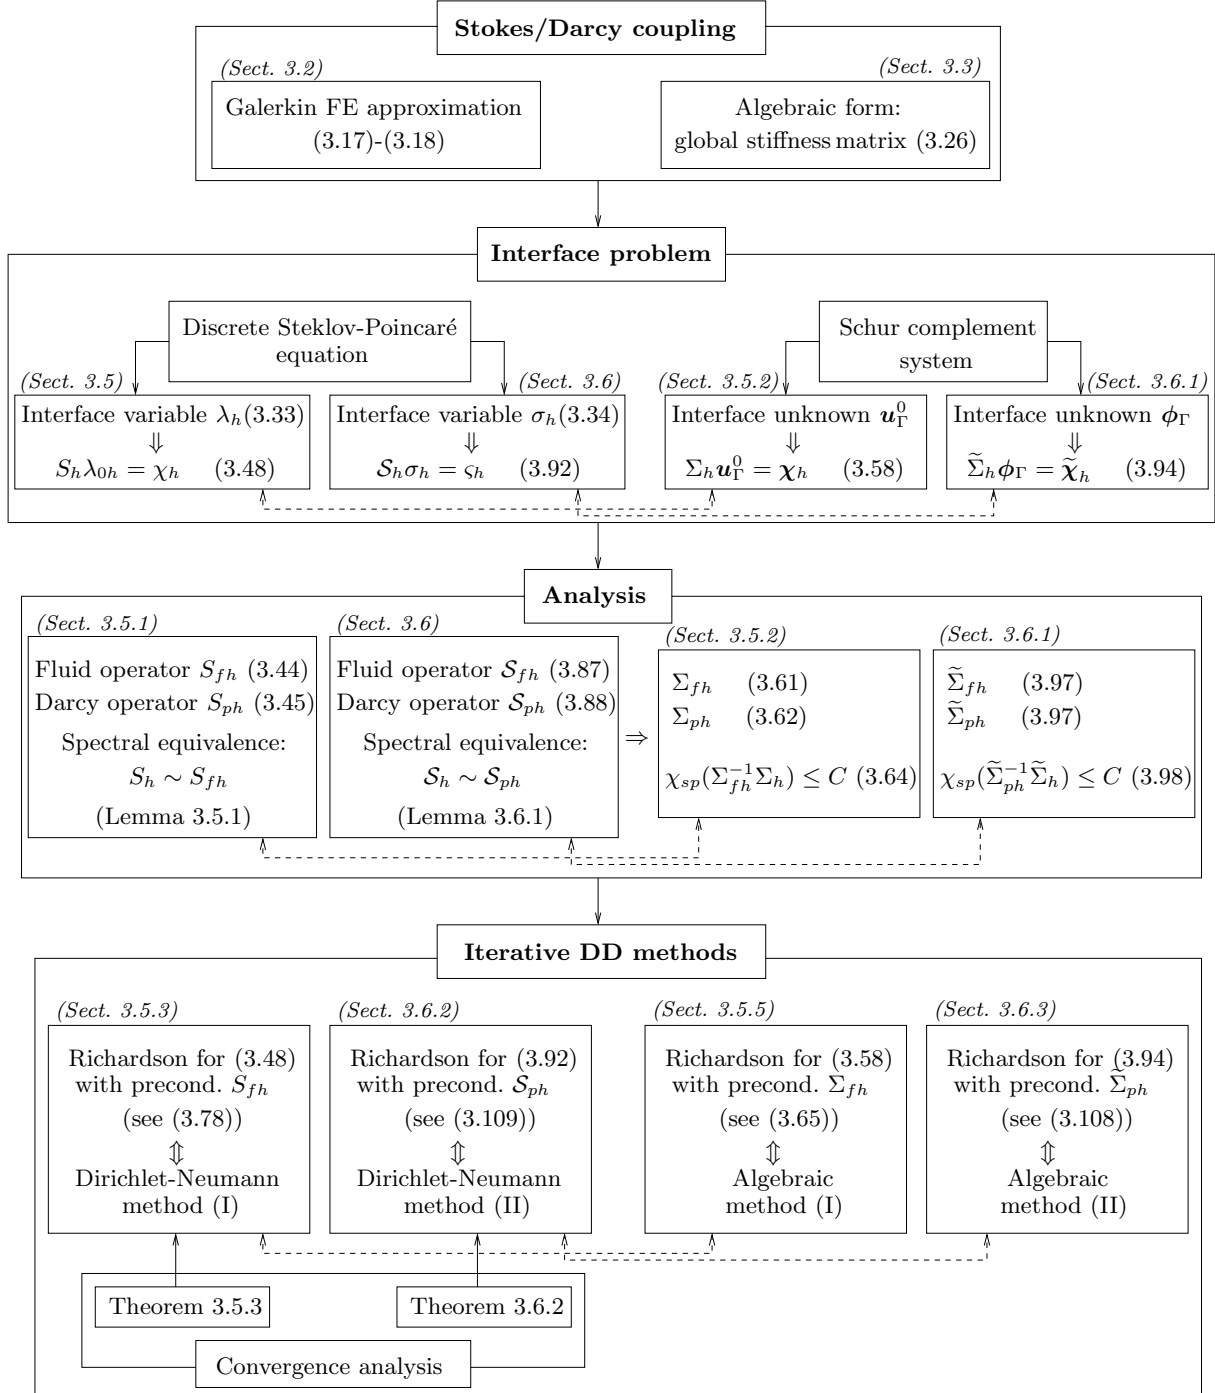 Stokes/Darcy coupling
(Sect. 3.2)
Galerkin FE approximation
(3.17)-(3.18)
(Sect. 3.3)
Algebraic form:
global stiffness matrix (3.26)
Interface problem
Discrete Steklov-Poincaré
equation
Schur complement
system
(Sect. 3.5)
Interface variable λ_h(3.33)
⇓
S_hλ_{0h} = χ_h (3.48)
(Sect. 3.6)
Interface variable σ_h(3.34)
⇓
𝒮_hσ_h = ς_h (3.92)
(Sect. 3.5.2)
Interface unknown 𝒖_Γ^0
⇓
Σ_h𝒖_Γ^0 = 𝝌_h (3.58)
(Sect. 3.6.1)
Interface unknown ϕ_Γ
⇓
Σ̃_hϕ_Γ = 𝝌̃_h (3.94)
Analysis
(Sect. 3.5.1)
Fluid operator S_{fh} (3.44)
Darcy operator S_{ph} (3.45)
Spectral equivalence:
S_h ∼ S_{fh}
(Lemma 3.5.1)
(Sect. 3.6)
Fluid operator 𝒮_{fh} (3.87)
Darcy operator 𝒮_{ph} (3.88)
Spectral equivalence:
𝒮_h ∼ 𝒮_{ph}
(Lemma 3.6.1)
⇒
(Sect. 3.5.2)
Σ_{fh} (3.61)
Σ_{ph} (3.62)
χ_{sp}(Σ_{fh}^{-1}Σ_h) ≤ C (3.64)
(Sect. 3.6.1)
Σ̃_{fh} (3.97)
Σ̃_{ph} (3.97)
χ_{sp}(Σ̃_{ph}^{-1}Σ̃_h) ≤ C (3.98)
Iterative DD methods
(Sect. 3.5.3)
Richardson for (3.48)
with precond. S_{fh}
(see (3.78))
⇕
Dirichlet-Neumann
method (I)
(Sect. 3.6.2)
Richardson for (3.92)
with precond. 𝒮_{ph}
(see (3.109))
⇕
Dirichlet-Neumann
method (II)
(Sect. 3.5.5)
Richardson for (3.58)
with precond. Σ_{fh}
(see (3.65))
⇕
Algebraic
method (I)
(Sect. 3.6.3)
Richardson for (3.94)
with precond. Σ̃_{ph}
(see (3.108))
⇕
Algebraic
method (II)
Theorem 3.5.3
Theorem 3.6.2
Convergence analysis